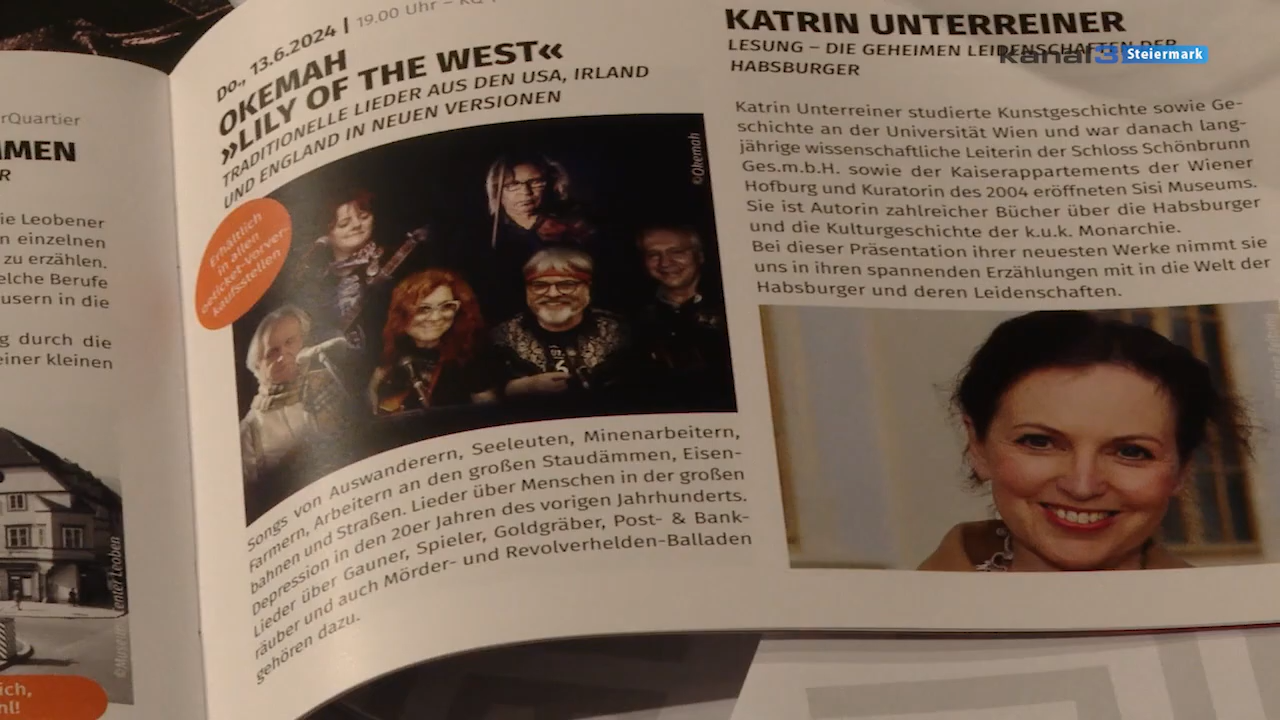 rQuartier
MMEN
R
ie Leobener
n einzelnen
zu erzählen.
elche Berufe
usern in die
g durch die
einer kleinen
ich,
Do., 13.6.2024 | 19.00 Uhr –
OKEMAH
»LILY OF THE WEST«
TRADITIONELLE LIEDER AUS DEN USA, IRLAND
UND ENGLAND IN NEUEN VERSIONEN
©Okemah
Erhältlich
in allen
oeticket-Vorver-
kaufsstellen
Songs von Auswanderern, Seeleuten, Minenarbeitern,
Farmern, Arbeitern an den großen Staudämmen, Eisen-
bahnen und Straßen. Lieder über Menschen in der großen
Depression in den 20er Jahren des vorigen Jahrhunderts.
Lieder über Gauner, Spieler, Goldgräber, Post- & Bank-
räuber und auch Mörder- und Revolverhelden-Balladen
gehören dazu.
KATRIN UNTERREINER
LESUNG – DIE GEHEIMEN LEIDENSCHAFTEN DER
HABSBURGER
Katrin Unterreiner studierte Kunstgeschichte sowie Ge-
schichte an der Universität Wien und war danach lang-
jährige wissenschaftliche Leiterin der Schloss Schönbrunn
Ges.m.b.H. sowie der Kaiserappartements der Wiener
Hofburg und Kuratorin des 2004 eröffneten Sisi Museums.
Sie ist Autorin zahlreicher Bücher über die Habsburger
und die Kulturgeschichte der k.u.k. Monarchie.
Bei dieser Präsentation ihrer neuesten Werke nimmt sie
uns in ihren spannenden Erzählungen mit in die Welt der
Habsburger und deren Leidenschaften.
Kanal3 Steiermark